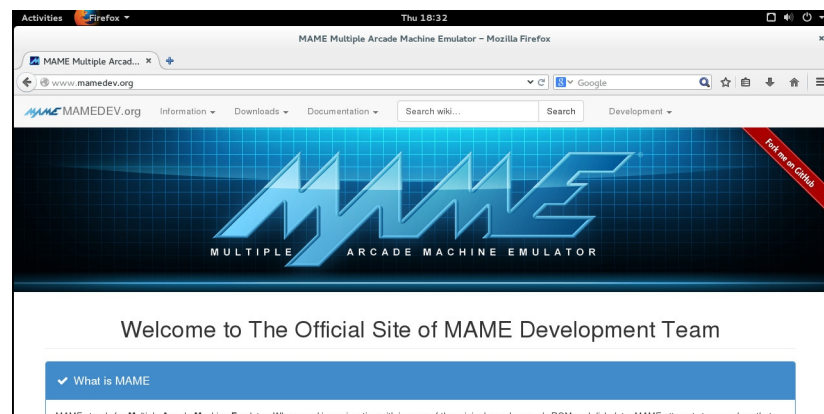 Activities Firefox Thu 18:32
MAME Multiple Arcade Machine Emulator – Mozilla Firefox
MAME Multiple Arcad...
www.mamedev.org Google
MAME MAMEDEV.org Information Downloads Documentation Search wiki... Search Development
Fork me on GitHub
MAME
MULTIPLE ARCADE MACHINE EMULATOR
Welcome to The Official Site of MAME Development Team
What is MAME